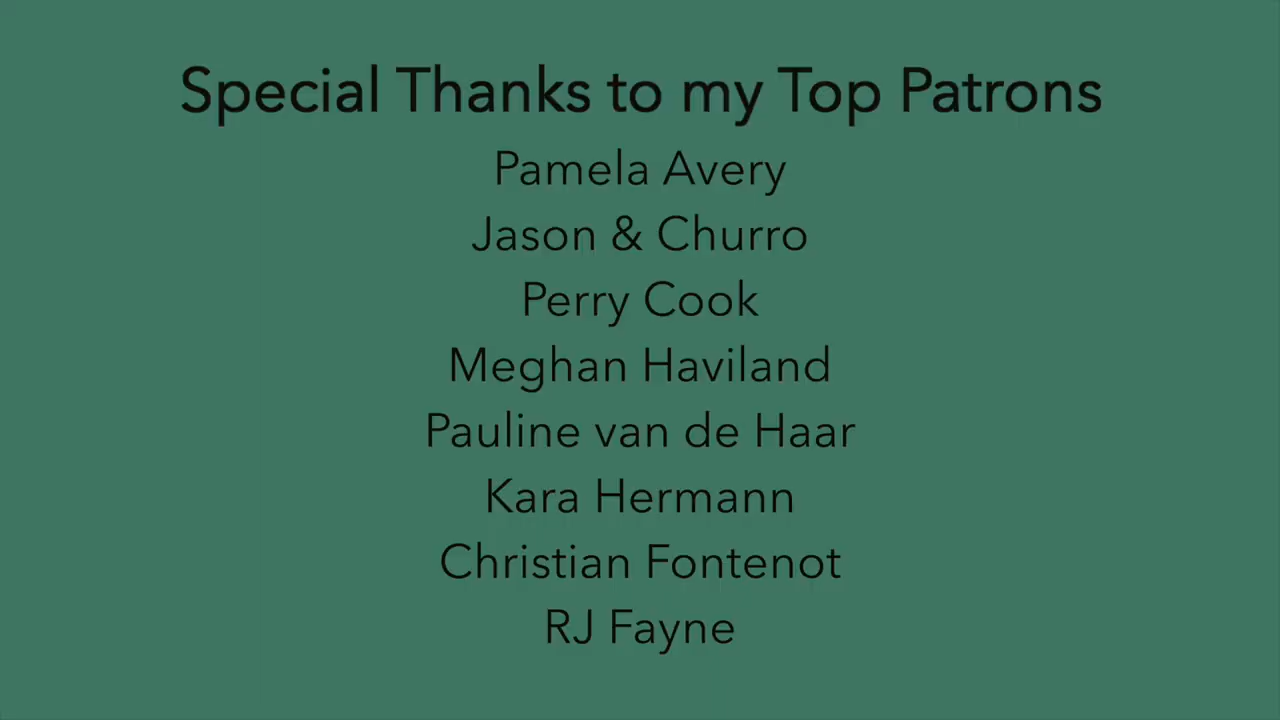 Special Thanks to my Top Patrons
Pamela Avery
Jason & Churro
Perry Cook
Meghan Haviland
Pauline van de Haar
Kara Hermann
Christian Fontenot
RJ Fayne